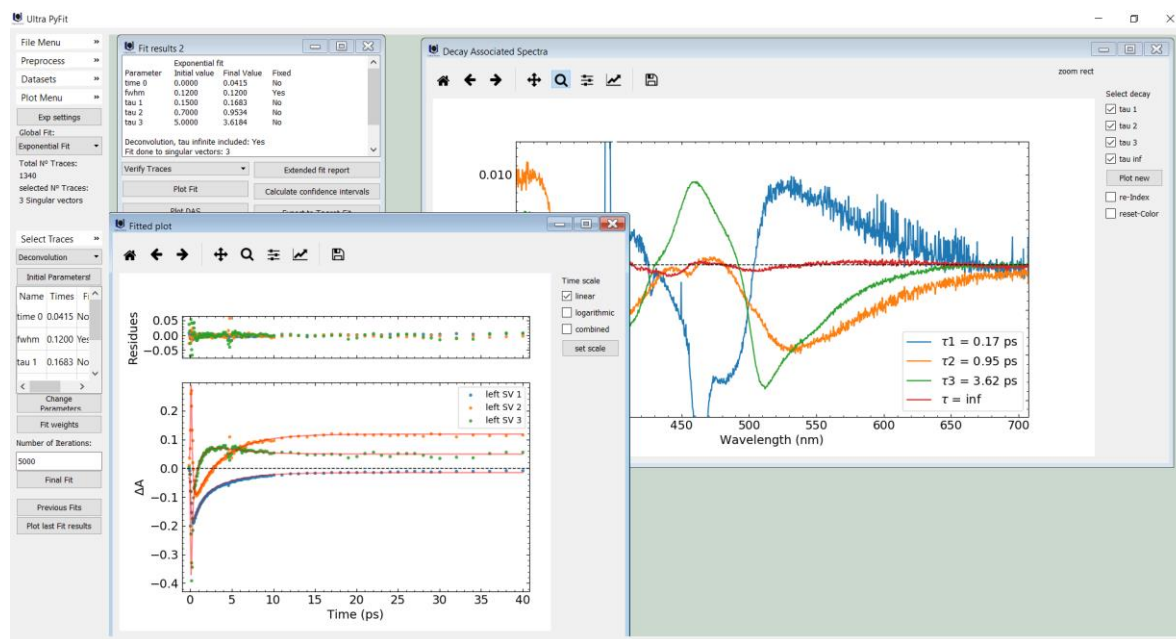 Ultra PyFit
File Menu »
Preprocess »
Datasets »
Plot Menu »
Exp settings
Global Fit:
Exponential Fit
Total Nº Traces:
1340
selected Nº Traces:
3 Singular vectors
Select Traces »
Deconvolution
Initial Parameters!
Name Times Fi
time 0 0.0415 No
fwhm 0.1200 Yes
tau 1 0.1683 No
Change
Parameters
Fit weights
Number of Iterations:
5000
Final Fit
Previous Fits
Plot last Fit results
Fit results 2
Exponential fit
Parameter Initial value Final Value Fixed
time 0 0.0000 0.0415 No
fwhm 0.1200 0.1200 Yes
tau 1 0.1500 0.1683 No
tau 2 0.7000 0.9534 No
tau 3 5.0000 3.6184 No
Deconvolution, tau infinite included: Yes
Fit done to singular vectors: 3
Verify Traces
Extended fit report
Plot Fit
Calculate confidence intervals
Plot DAS
Fitted plot
Residues
0.05
0.00
−0.05
ΔA
0.2
0.1
0.0
−0.1
−0.2
−0.3
−0.4
left SV 1
left SV 2
left SV 3
0 5 10 15 20 25 30 35 40
Time (ps)
Time scale
linear
logarithmic
combined
set scale
Decay Associated Spectra
zoom rect
0.010
τ1 = 0.17 ps
τ2 = 0.95 ps
τ3 = 3.62 ps
τ = inf
450 500 550 600 650 700
Wavelength (nm)
Select decay
tau 1
tau 2
tau 3
tau inf
Plot new
re-Index
reset-Color